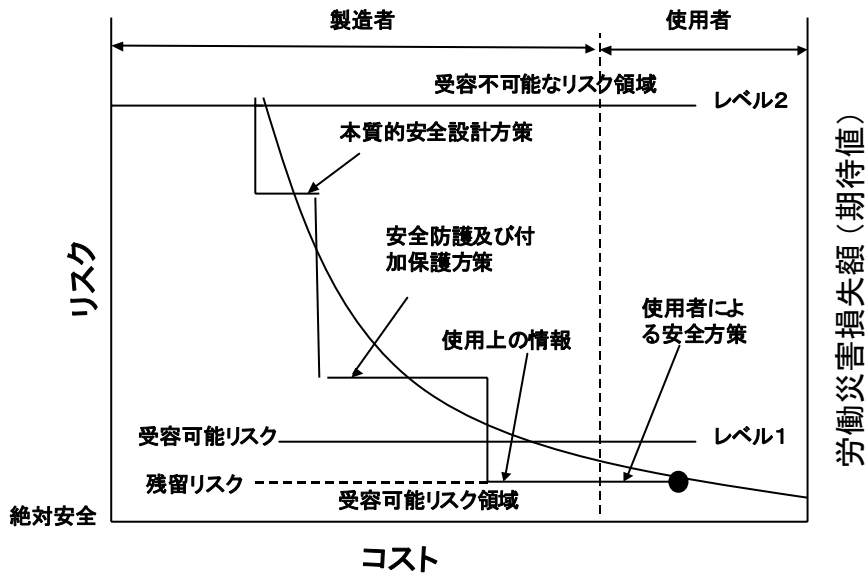 製造者
使用者
受容不可能なリスク領域
レベル2
本質的安全設計方策
安全防護及び付
加保護方策
リスク
使用者によ
る安全方策
使用上の情報
労働災害損失額(期待値)
受容可能リスク
レベル1
残留リスク
受容可能リスク領域
絶対安全
コスト